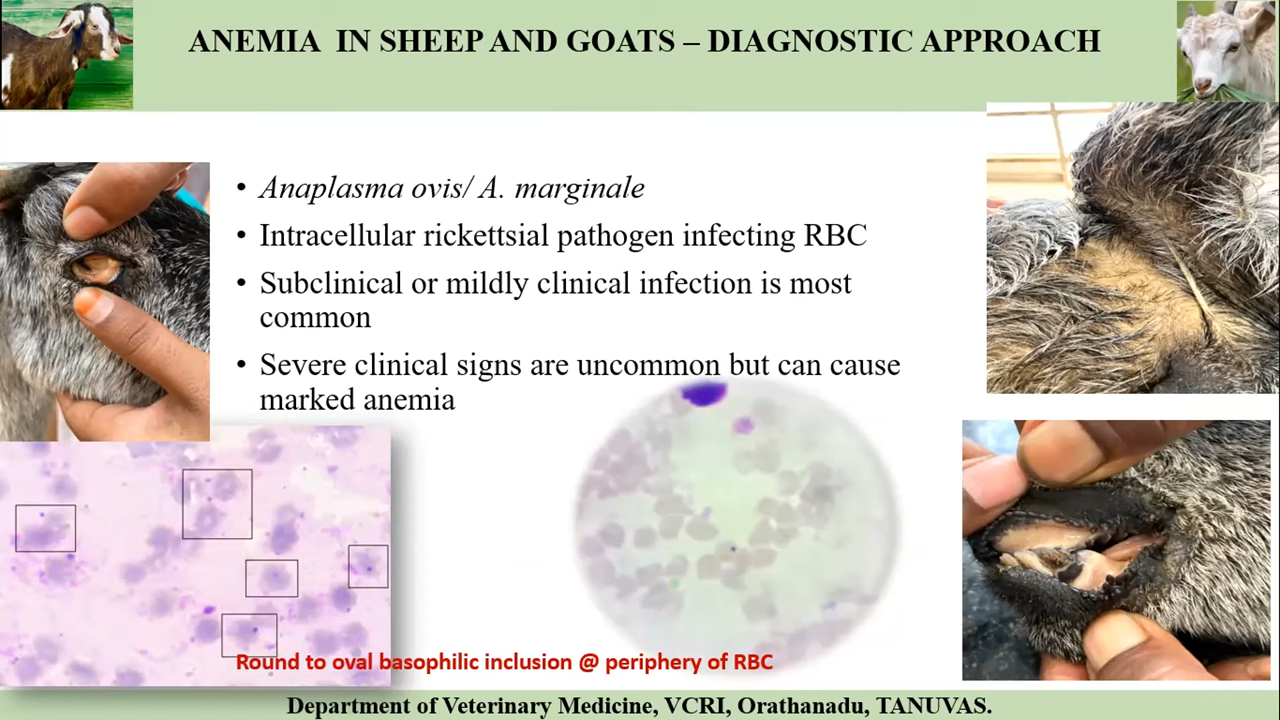 ANEMIA IN SHEEP AND GOATS – DIAGNOSTIC APPROACH
• Anaplasma ovis/ A. marginale
• Intracellular rickettsial pathogen infecting RBC
• Subclinical or mildly clinical infection is most
common
• Severe clinical signs are uncommon but can cause
marked anemia
Round to oval basophilic inclusion @ periphery of RBC
Department of Veterinary Medicine, VCRI, Orathanadu, TANUVAS.